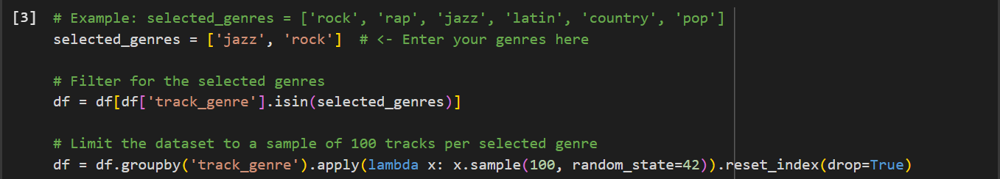 [3] # Example: selected_genres = ['rock', 'rap', 'jazz', 'latin', 'country', 'pop']
selected_genres = ['jazz', 'rock']  # <- Enter your genres here
# Filter for the selected genres
df = df[df['track_genre'].isin(selected_genres)]
# Limit the dataset to a sample of 100 tracks per selected genre
df = df.groupby('track_genre').apply(lambda x: x.sample(100, random_state=42)).reset_index(drop=True)